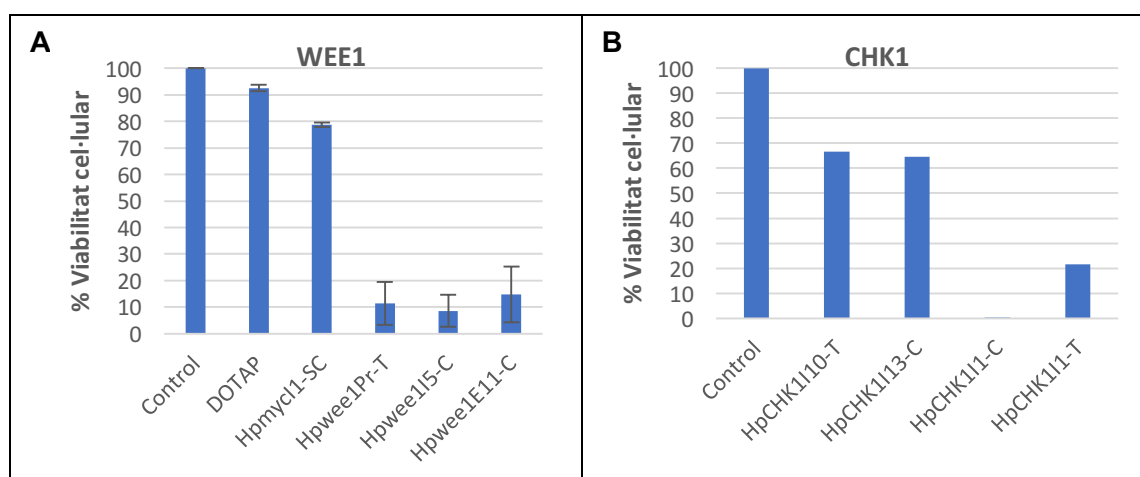 A
WEE1
% Viabilitat cel·lular
100
90
80
70
60
50
40
30
20
10
0
Control
DOTAP
HpmycI1-SC
Hpwee1Pr-T
Hpwee1I5-C
Hpwee1E11-C
B
CHK1
% Viabilitat cel·lular
100
90
80
70
60
50
40
30
20
10
0
Control
HpCHK1I10-T
HpCHK1I13-C
HpCHK1I1-C
HpCHK1I1-T